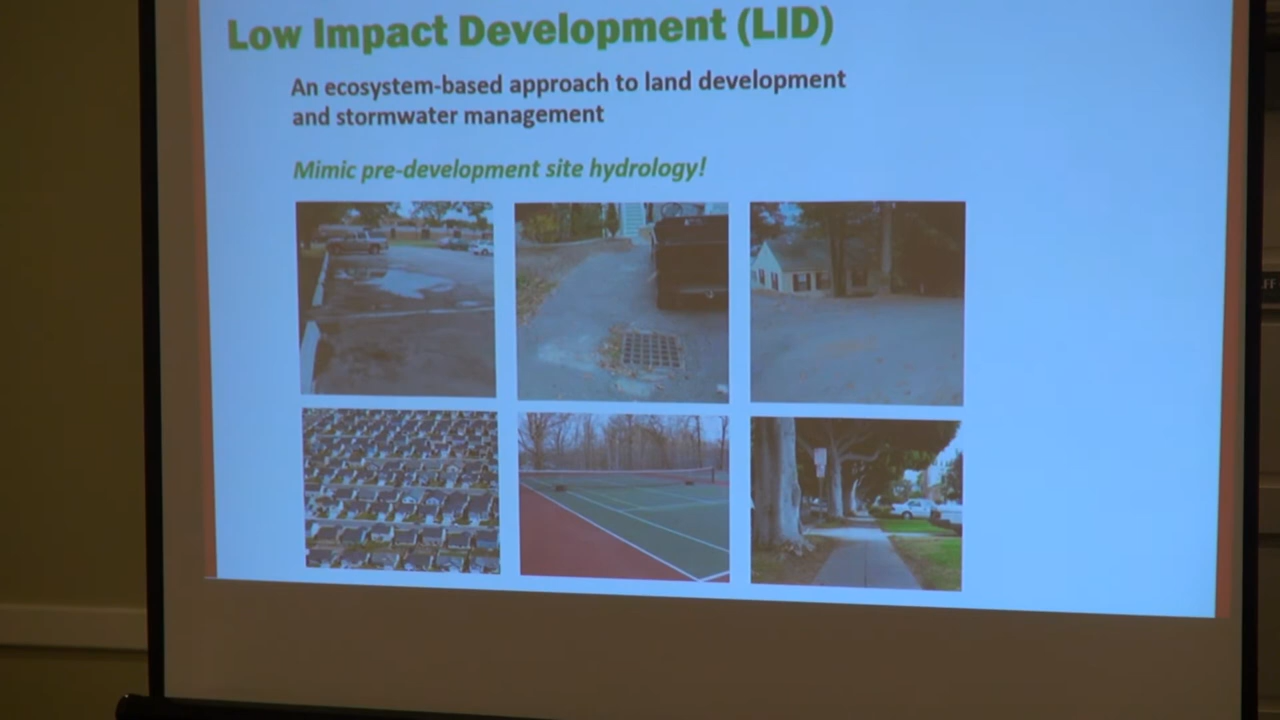 Low Impact Development (LID)
An ecosystem-based approach to land development
and stormwater management
Mimic pre-development site hydrology!